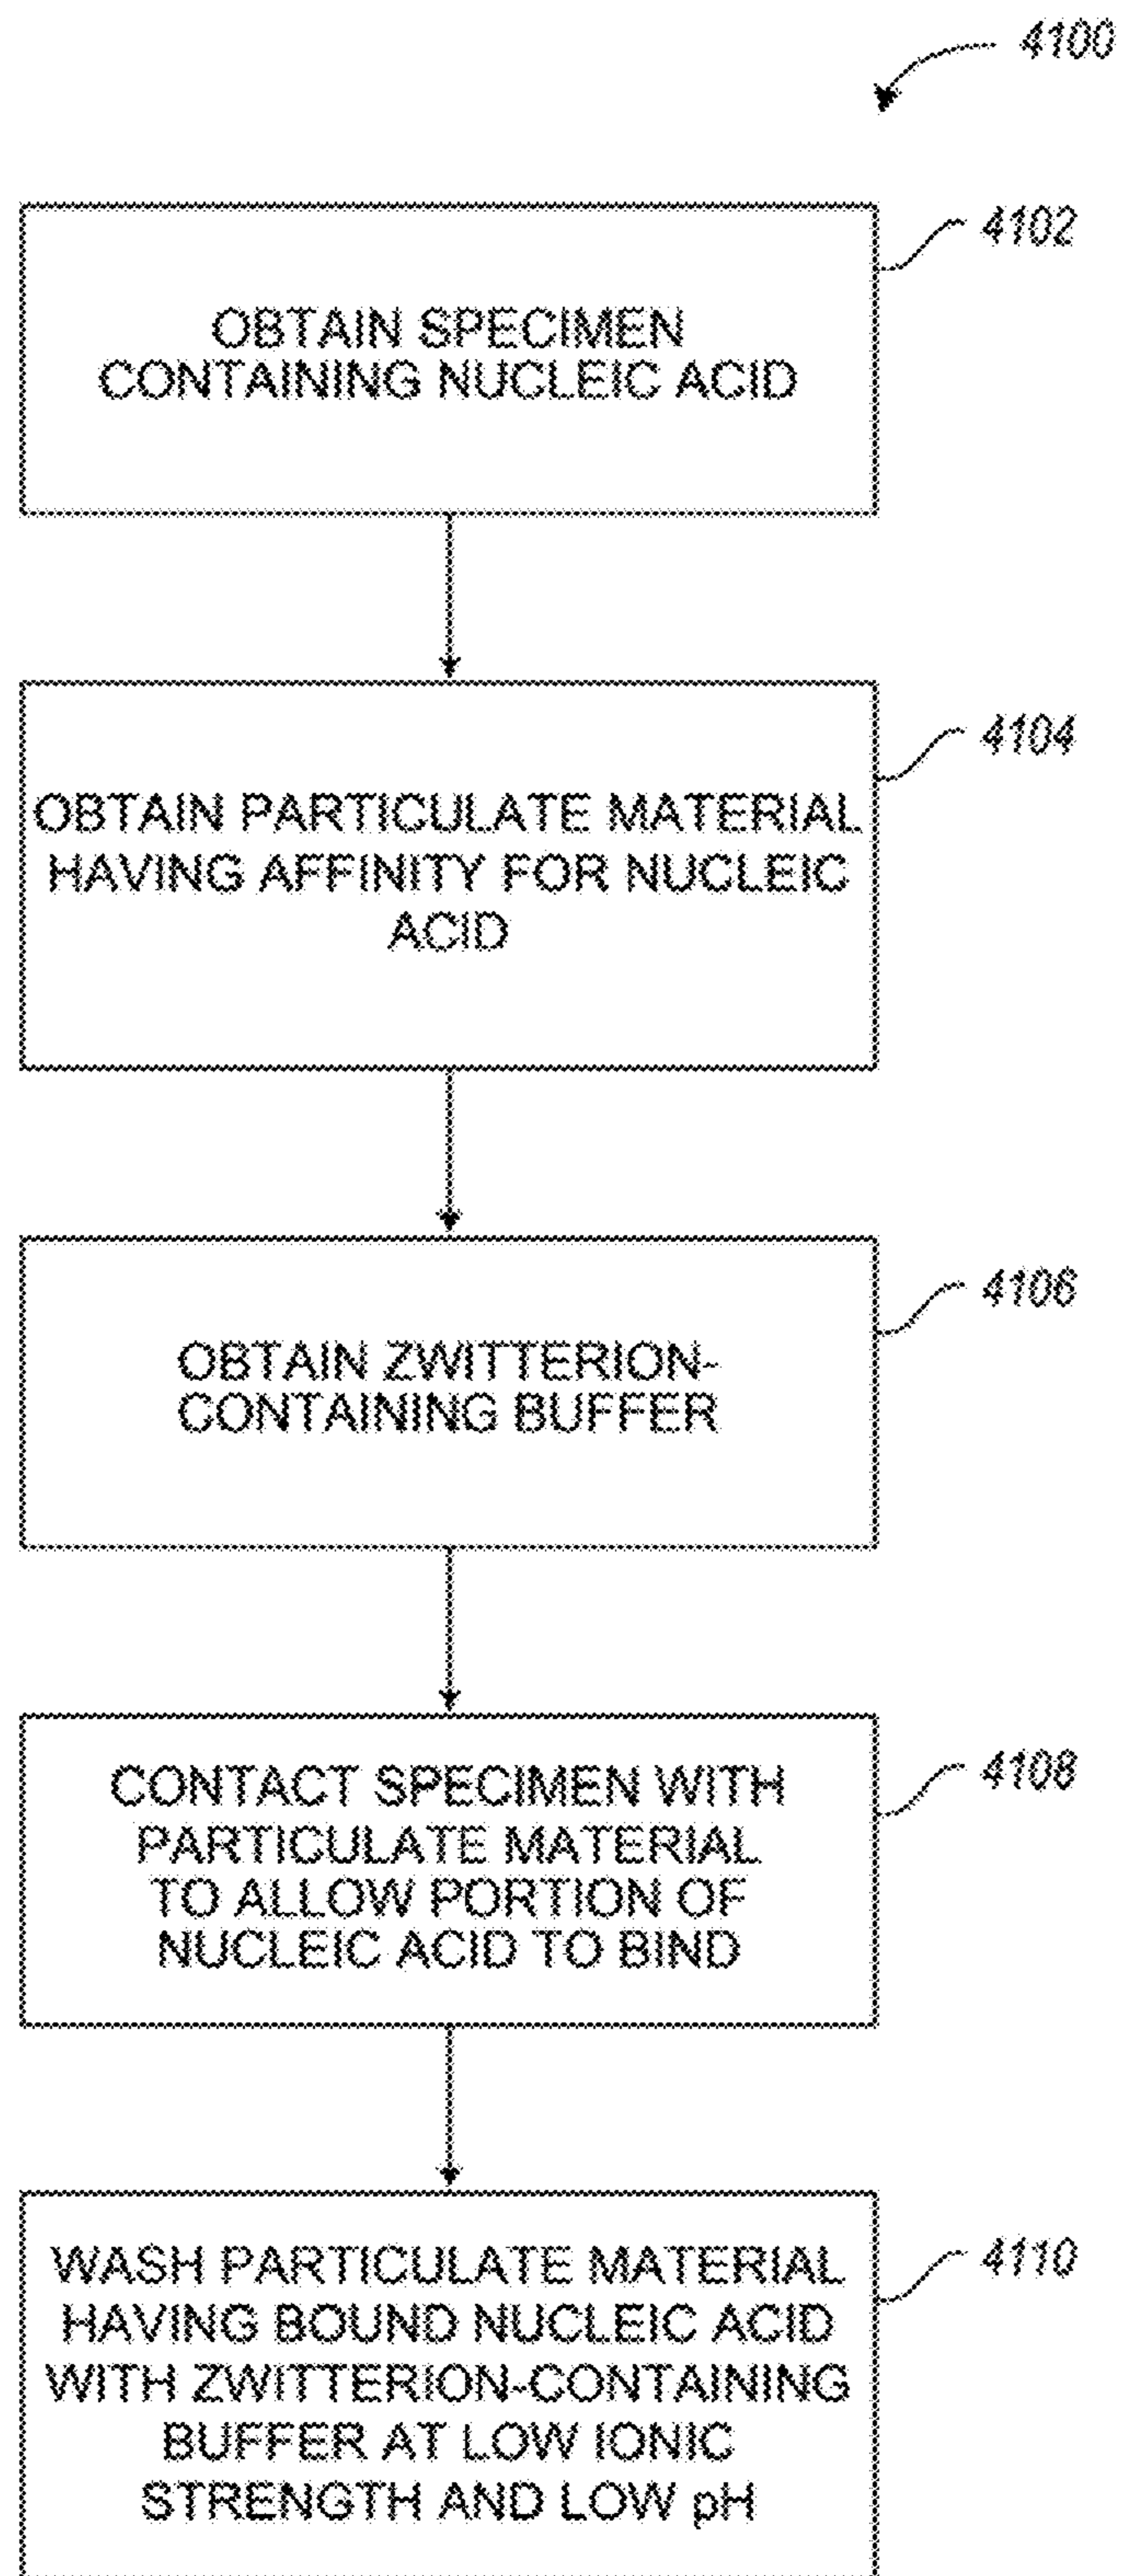 4100
4102
OBTAIN SPECIMEN
CONTAINING NUCLEIC ACID
4104
OBTAIN PARTICULATE MATERIAL
HAVING AFFINITY FOR NUCLEIC
ACID
4106
OBTAIN ZWITTERION-
CONTAINING BUFFER
4108
CONTACT SPECIMEN WITH
PARTICULATE MATERIAL
TO ALLOW PORTION OF
NUCLEIC ACID TO BIND
4110
WASH PARTICULATE MATERIAL
HAVING BOUND NUCLEIC ACID
WITH ZWITTERION-CONTAINING
BUFFER AT LOW IONIC
STRENGTH AND LOW pH